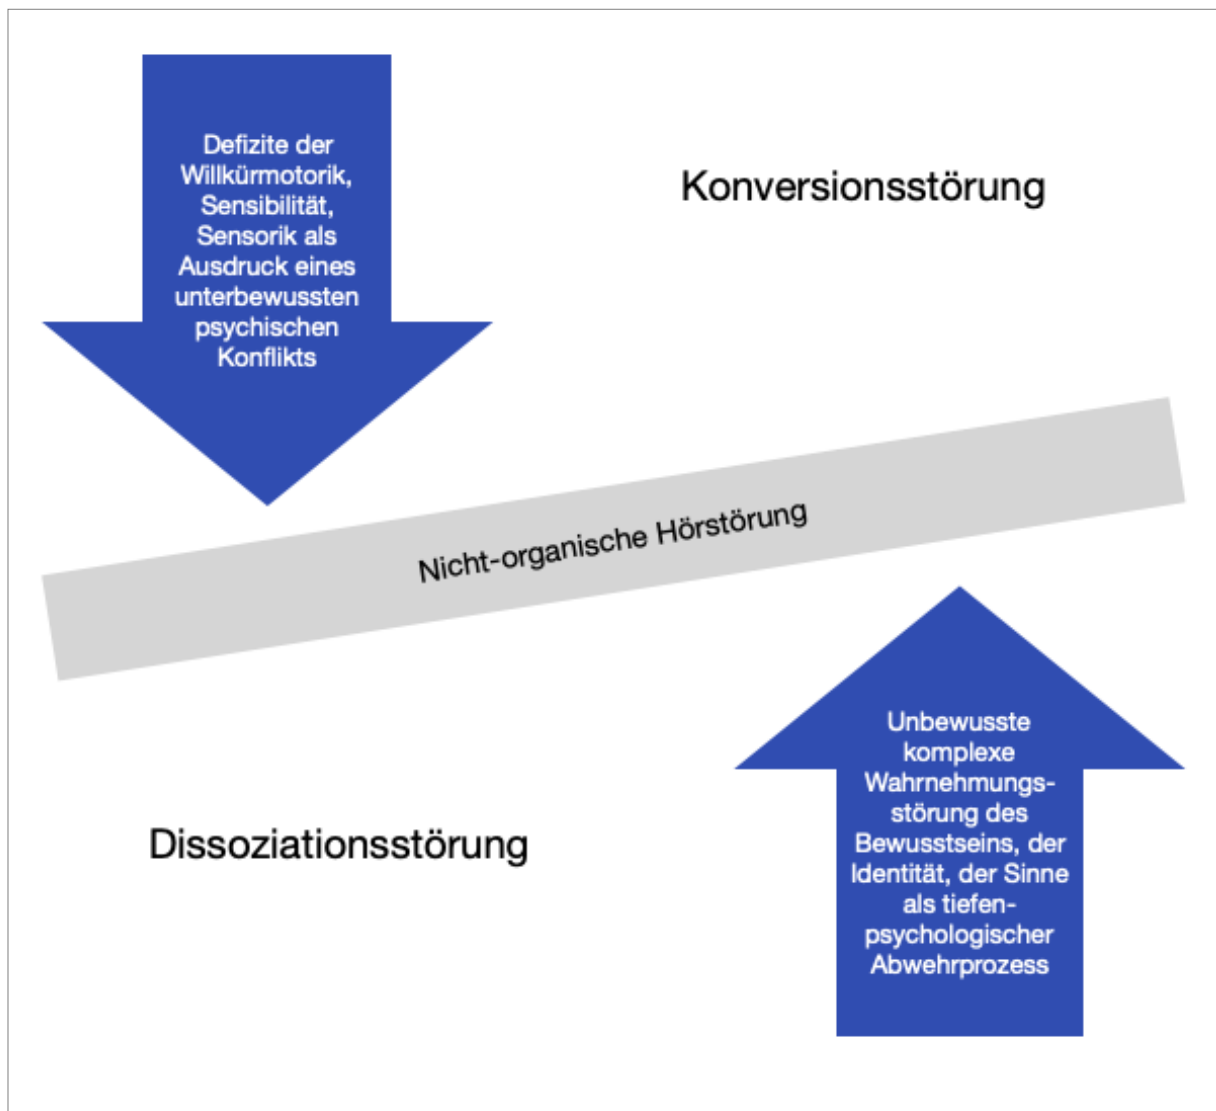 Defizite der
Willkürmotorik,
Sensibilität,
Sensorik als
Ausdruck eines
unterbewussten
psychischen
Konflikts
Konversionsstörung
Nicht-organische Hörstörung
Dissoziationsstörung
Unbewusste
komplexe
Wahrnehmungs-
störung des
Bewusstseins, der
Identität, der Sinne
als tiefen-
psychologischer
Abwehrprozess